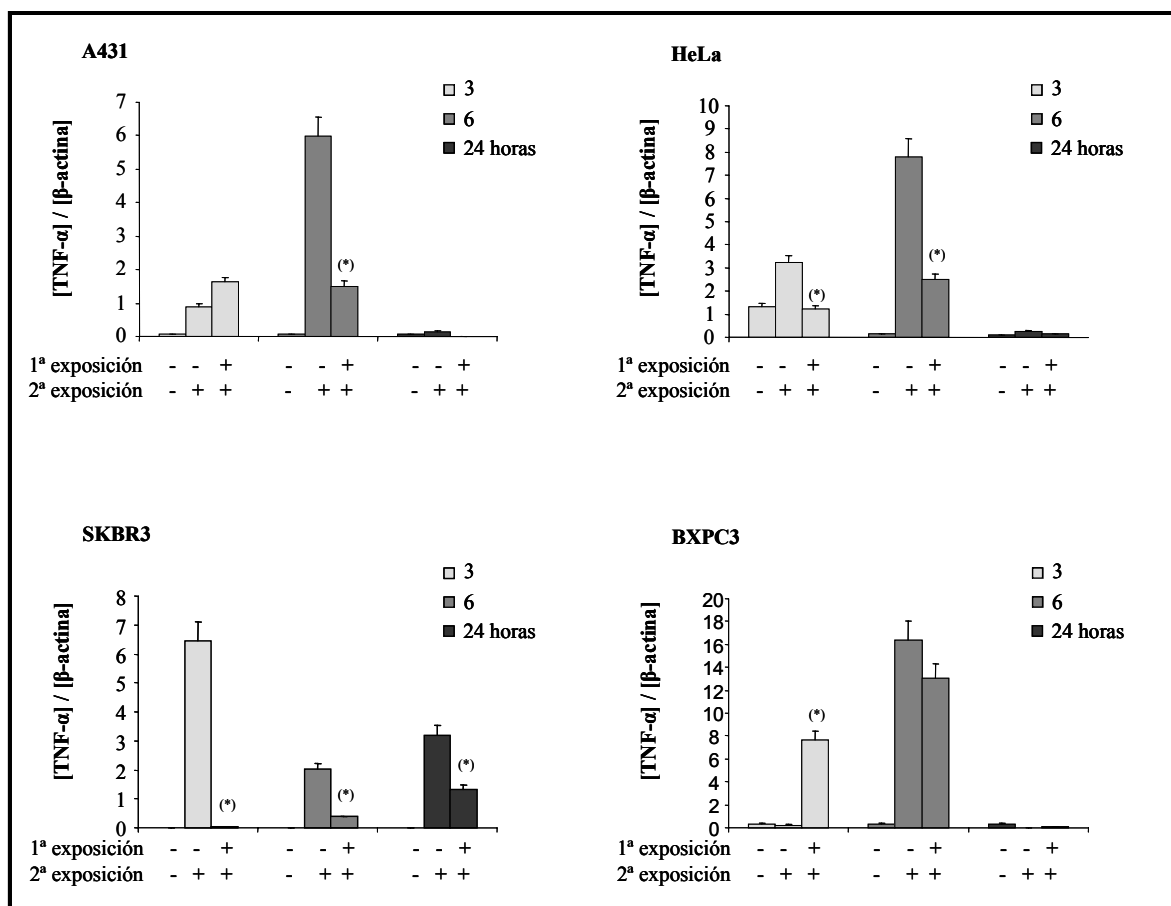 A431
3
6
24 horas
[TNF-α] / [β-actina]
7
6
5
4
3
2
1
0
(*)
1ª exposición - - + - - + - - +
2ª exposición - + + - + + - + +
HeLa
3
6
24 horas
[TNF-α] / [β-actina]
10
9
8
7
6
5
4
3
2
1
0
(*)
(*)
1ª exposición - - + - - + - - +
2ª exposición - + + - + + - + +
SKBR3
3
6
24 horas
[TNF-α] / [β-actina]
8
7
6
5
4
3
2
1
0
(*)
(*)
(*)
1ª exposición - - + - - + - - +
2ª exposición - + + - + + - + +
BXPC3
3
6
24 horas
[TNF-α] / [β-actina]
20
18
16
14
12
10
8
6
4
2
0
(*)
1ª exposición - - + - - + - - +
2ª exposición - + + - + + - + +